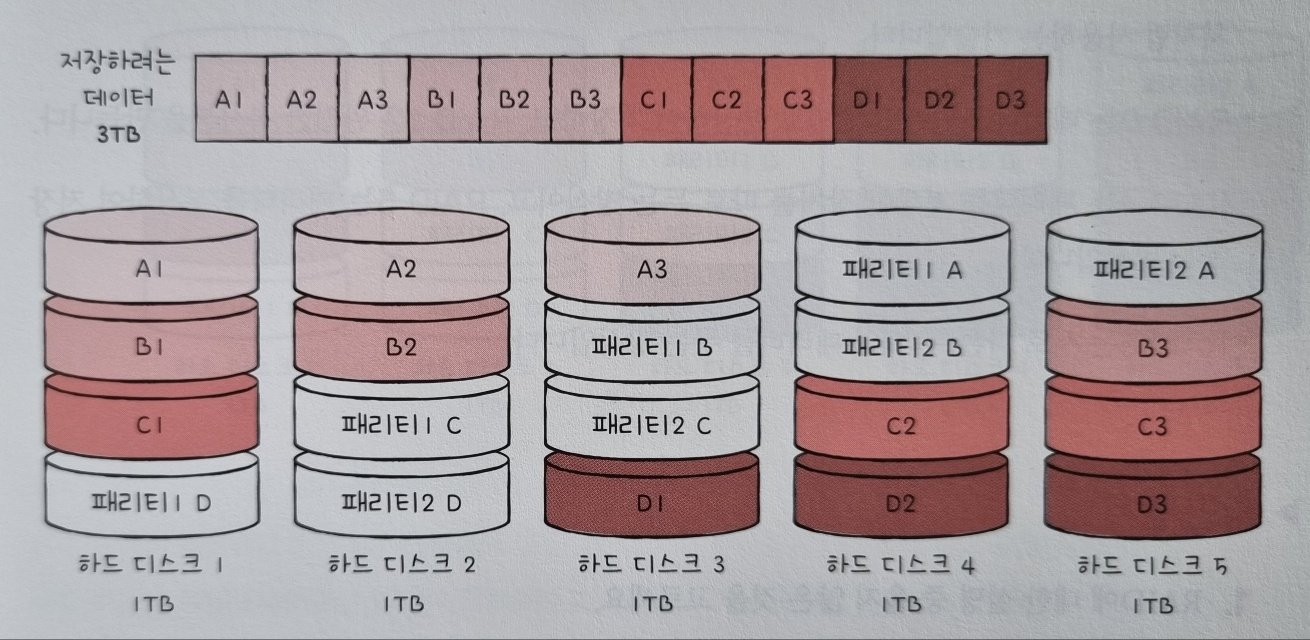 저장하려는
데이터
3TB
A1 A2 A3 B1 B2 B3 C1 C2 C3 D1 D2 D3
A1 A2 A3 패리티1 A 패리티2 A
B1 B2 패리티1 B 패리티2 B B3
C1 패리티1 C 패리티2 C C2 C3
패리티1 D 패리티2 D D1 D2 D3
하드 디스크 1 하드 디스크 2 하드 디스크 3 하드 디스크 4 하드 디스크 5
1TB 1TB 1TB 1TB 1TB